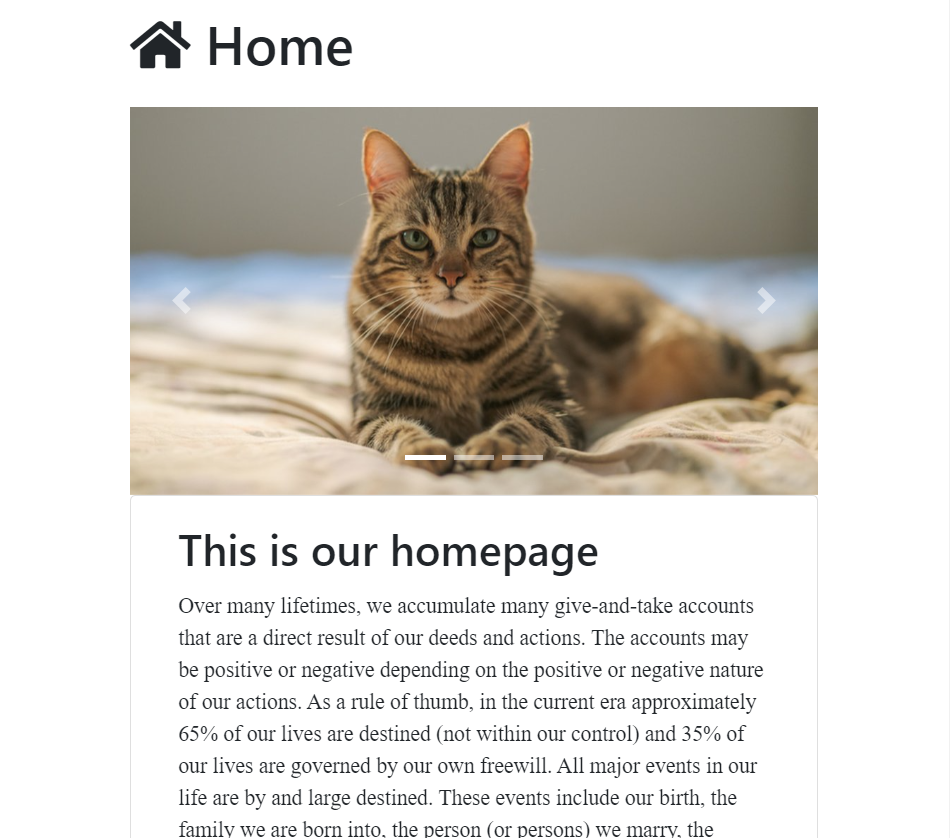 Home
This is our homepage
Over many lifetimes, we accumulate many give-and-take accounts
that are a direct result of our deeds and actions. The accounts may
be positive or negative depending on the positive or negative nature
of our actions. As a rule of thumb, in the current era approximately
65% of our lives are destined (not within our control) and 35% of
our lives are governed by our own freewill. All major events in our
life are by and large destined. These events include our birth, the
family we are born into, the person (or persons) we marry, the